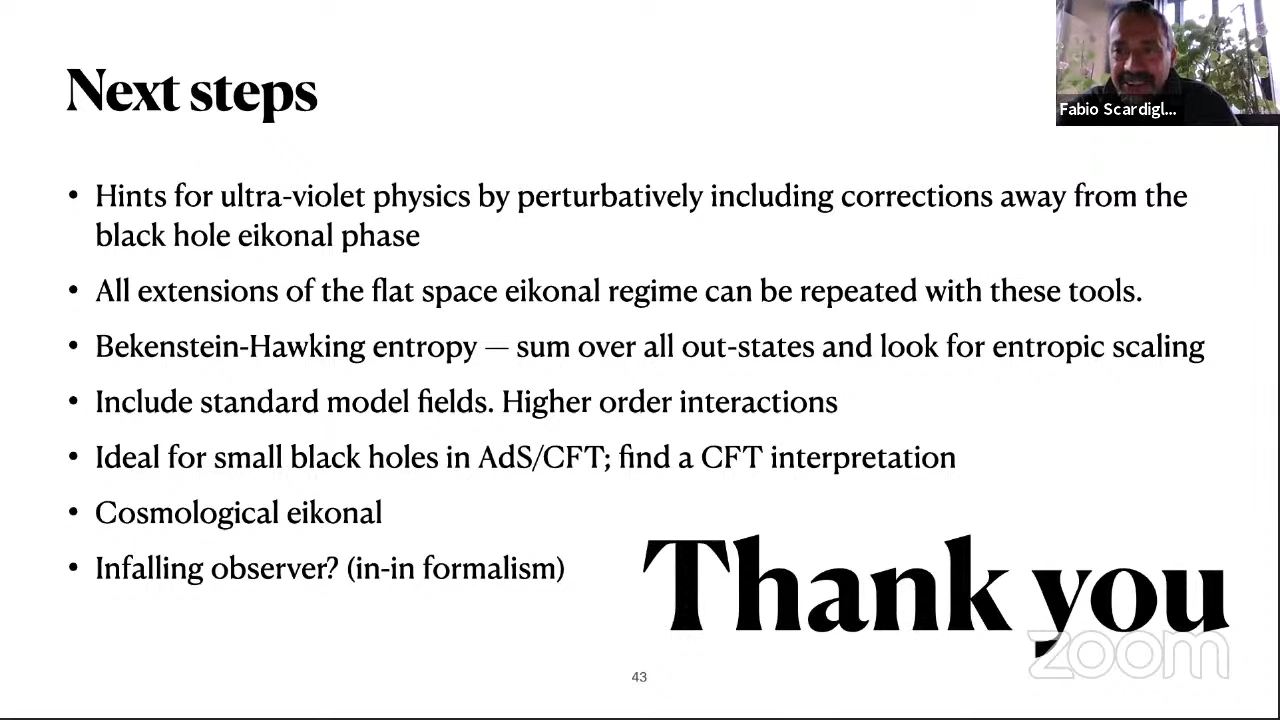 Next steps
Fabio Scardigl...
• Hints for ultra-violet physics by perturbatively including corrections away from the
black hole eikonal phase
• All extensions of the flat space eikonal regime can be repeated with these tools.
• Bekenstein-Hawking entropy — sum over all out-states and look for entropic scaling
• Include standard model fields. Higher order interactions
• Ideal for small black holes in AdS/CFT; find a CFT interpretation
• Cosmological eikonal
• Infalling observer? (in-in formalism)
Thank you
zoom
43